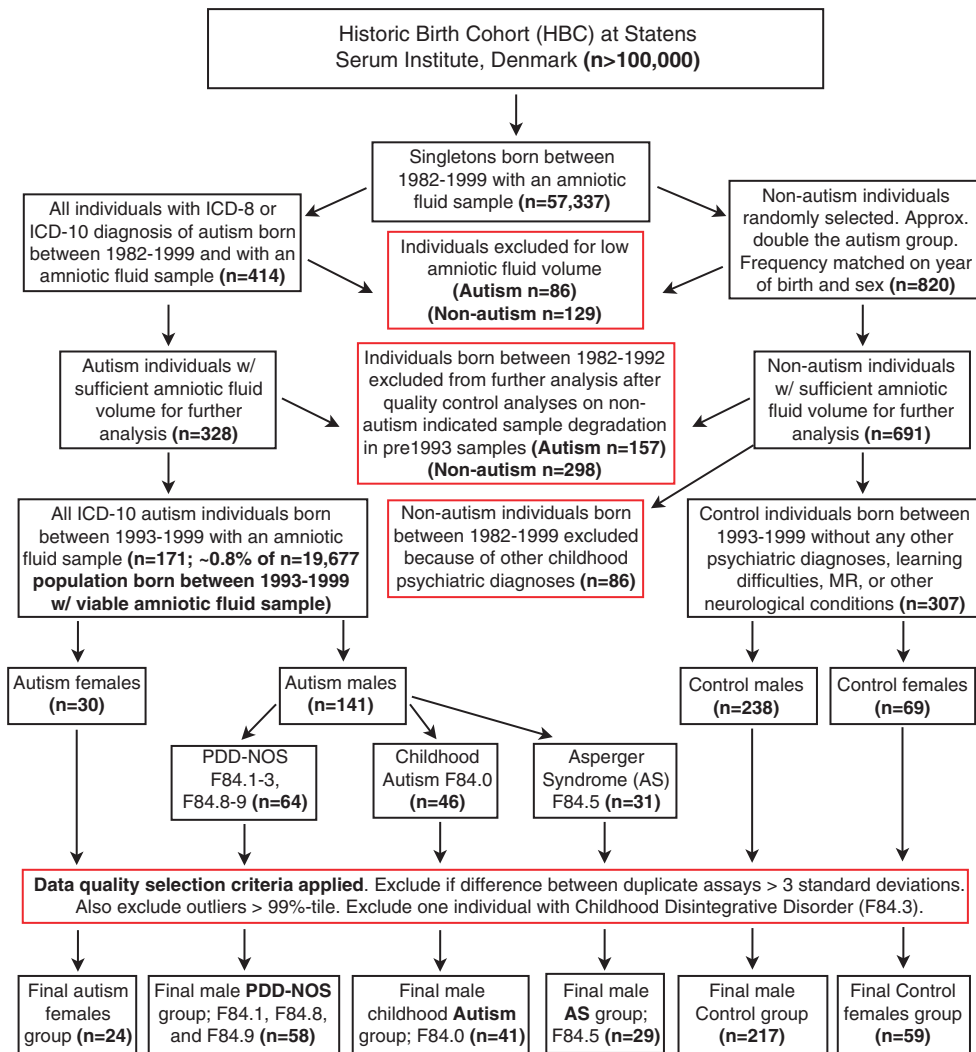 Historic Birth Cohort (HBC) at Statens
Serum Institute, Denmark (n>100,000)
Singletons born between
1982-1999 with an amniotic
fluid sample (n=57,337)
All individuals with ICD-8 or
ICD-10 diagnosis of autism born
between 1982-1999 and with an
amniotic fluid sample (n=414)
Non-autism individuals
randomly selected. Approx.
double the autism group.
Frequency matched on year
of birth and sex (n=820)
Individuals excluded for low
amniotic fluid volume
(Autism n=86)
(Non-autism n=129)
Autism individuals w/
sufficient amniotic fluid
volume for further
analysis (n=328)
Individuals born between 1982-1992
excluded from further analysis after
quality control analyses on non-
autism indicated sample degradation
in pre1993 samples (Autism n=157)
(Non-autism n=298)
Non-autism individuals
w/ sufficient amniotic
fluid volume for further
analysis (n=691)
All ICD-10 autism individuals born
between 1993-1999 with an amniotic
fluid sample (n=171; ~0.8% of n=19,677
population born between 1993-1999
w/ viable amniotic fluid sample)
Non-autism individuals born
between 1982-1999 excluded
because of other childhood
psychiatric diagnoses (n=86)
Control individuals born between
1993-1999 without any other
psychiatric diagnoses, learning
difficulties, MR, or other
neurological conditions (n=307)
Autism females
(n=30)
Autism males
(n=141)
Control males
(n=238)
Control females
(n=69)
PDD-NOS
F84.1-3,
F84.8-9 (n=64)
Childhood
Autism F84.0
(n=46)
Asperger
Syndrome (AS)
F84.5 (n=31)
Data quality selection criteria applied. Exclude if difference between duplicate assays > 3 standard deviations.
Also exclude outliers > 99%-tile. Exclude one individual with Childhood Disintegrative Disorder (F84.3).
Final autism
females
group (n=24)
Final male PDD-NOS
group; F84.1, F84.8,
and F84.9 (n=58)
Final male
childhood Autism
group; F84.0 (n=41)
Final male
AS group;
F84.5 (n=29)
Final male
Control group
(n=217)
Final Control
females group
(n=59)